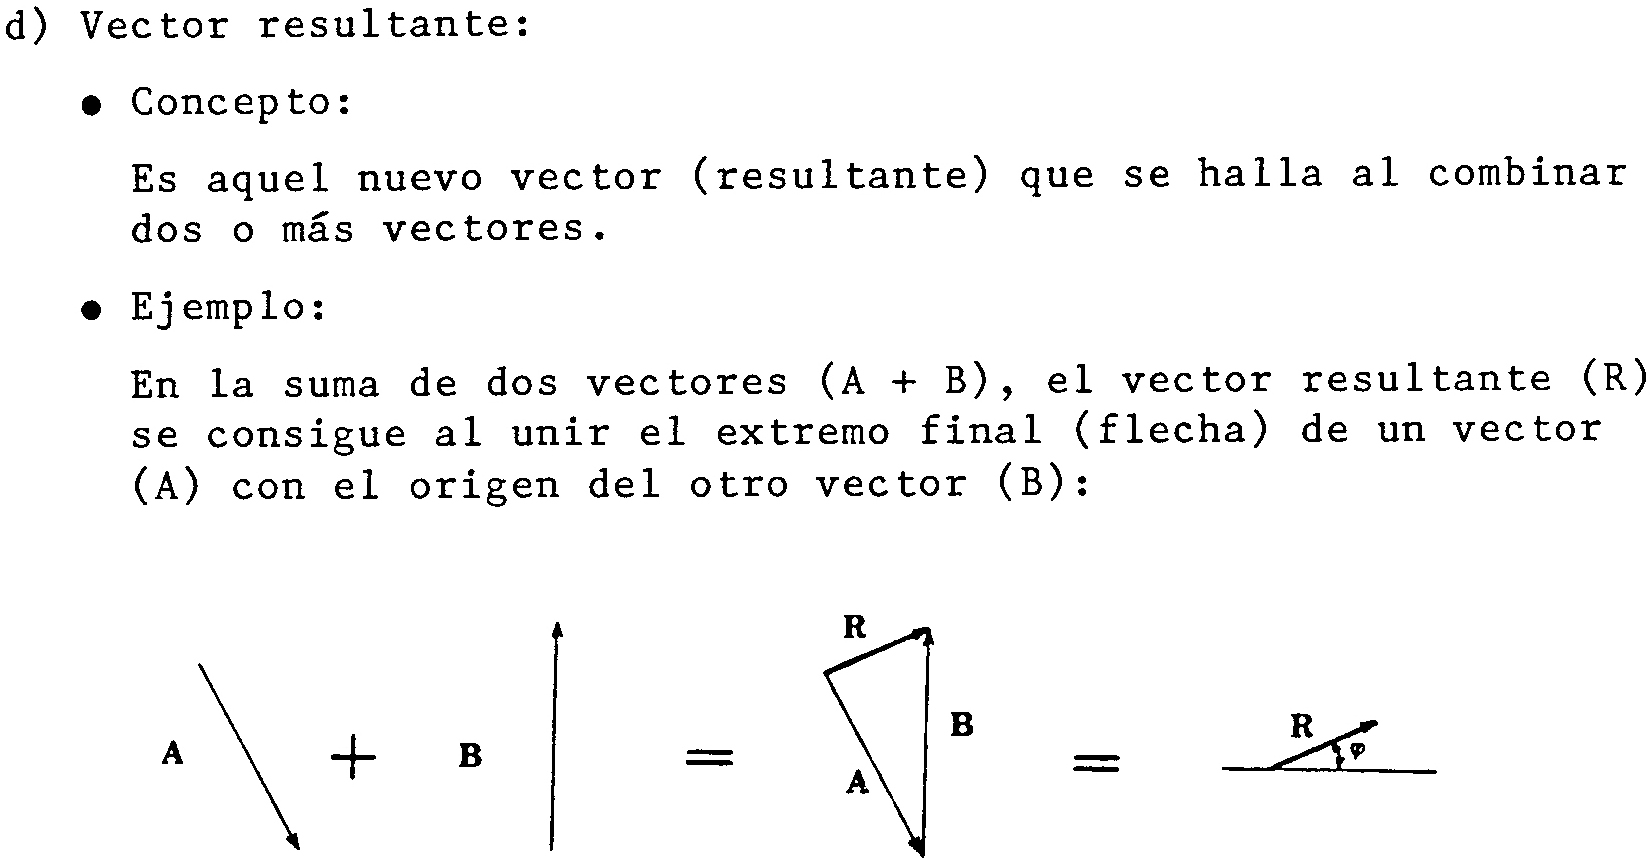 d) Vector resultante:
● Concepto:
Es aquel nuevo vector (resultante) que se halla al combinar
dos o más vectores.
● Ejemplo:
En la suma de dos vectores (A + B), el vector resultante (R)
se consigue al unir el extremo final (flecha) de un vector
(A) con el origen del otro vector (B):
A + B = R A B = R φ